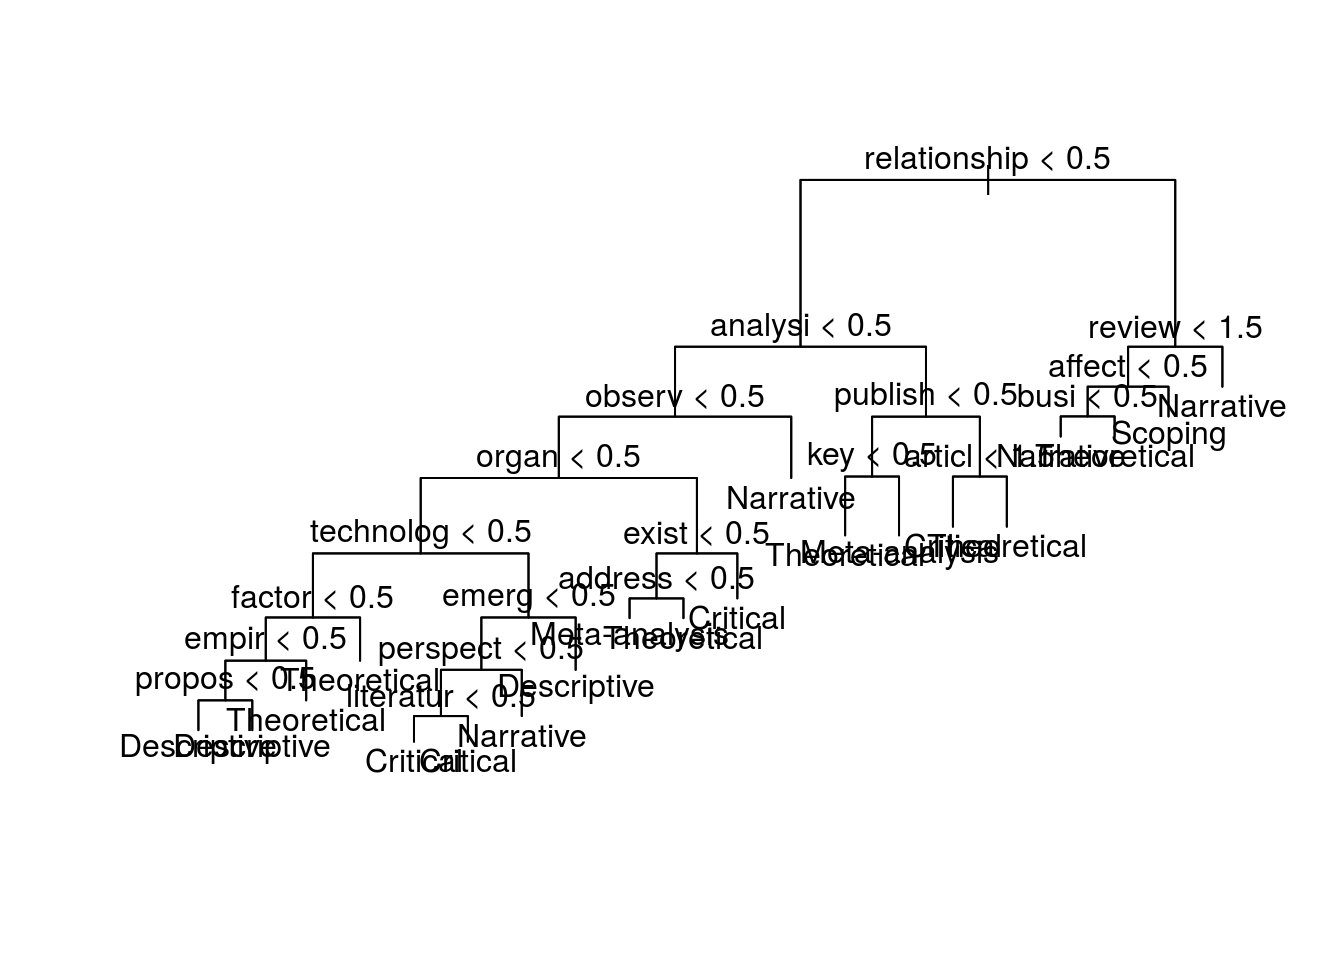 relationship < 0.5
analysi < 0.5
review < 1.5
affect < 0.5
observ < 0.5
publish < 0.5
busi < 0.5
Narrative
Scoping
organ < 0.5
key < 0.5
articl < 1.5
Narrative
Theoretical
Narrative
technolog < 0.5
exist < 0.5
Theoretical
Meta-analysis
Critical
Theoretical
address < 0.5
factor < 0.5
emerg < 0.5
Critical
empir < 0.5
perspect < 0.5
Meta-analysis
Theoretical
propos < 0.5
Theoretical
literatur < 0.5
Descriptive
Theoretical
Narrative
Descriptive
Descriptive
Critical
Critical